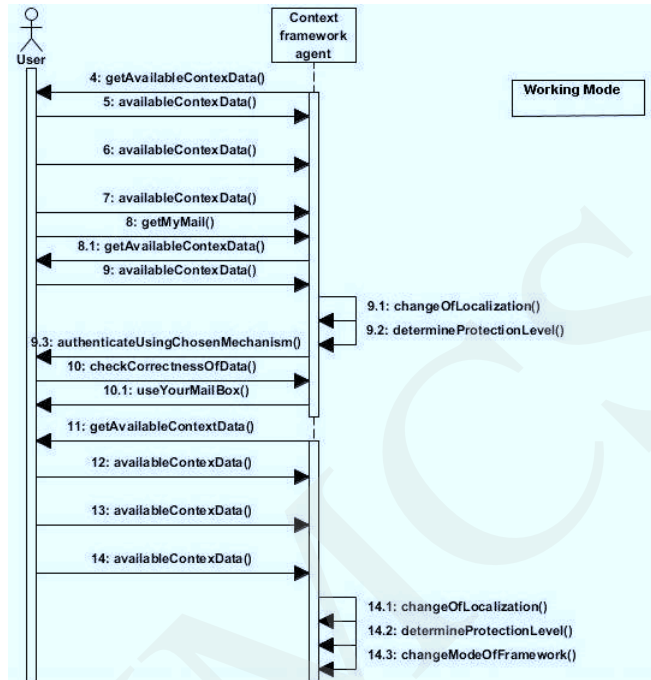 Context
framework
agent
User
Working Mode
4: getAvailableContexData()
5: availableContexData()
6: availableContexData()
7: availableContexData()
8: getMyMail()
8.1: getAvailableContexData()
9: availableContexData()
9.1: changeOfLocalization()
9.2: determineProtectionLevel()
9.3: authenticateUsingChosenMechanism()
10: checkCorrectnessOfData()
10.1: useYourMailBox()
11: getAvailableContextData()
12: availableContexData()
13: availableContexData()
14: availableContexData()
14.1: changeOfLocalization()
14.2: determineProtectionLevel()
14.3: changeModeOfFramework()